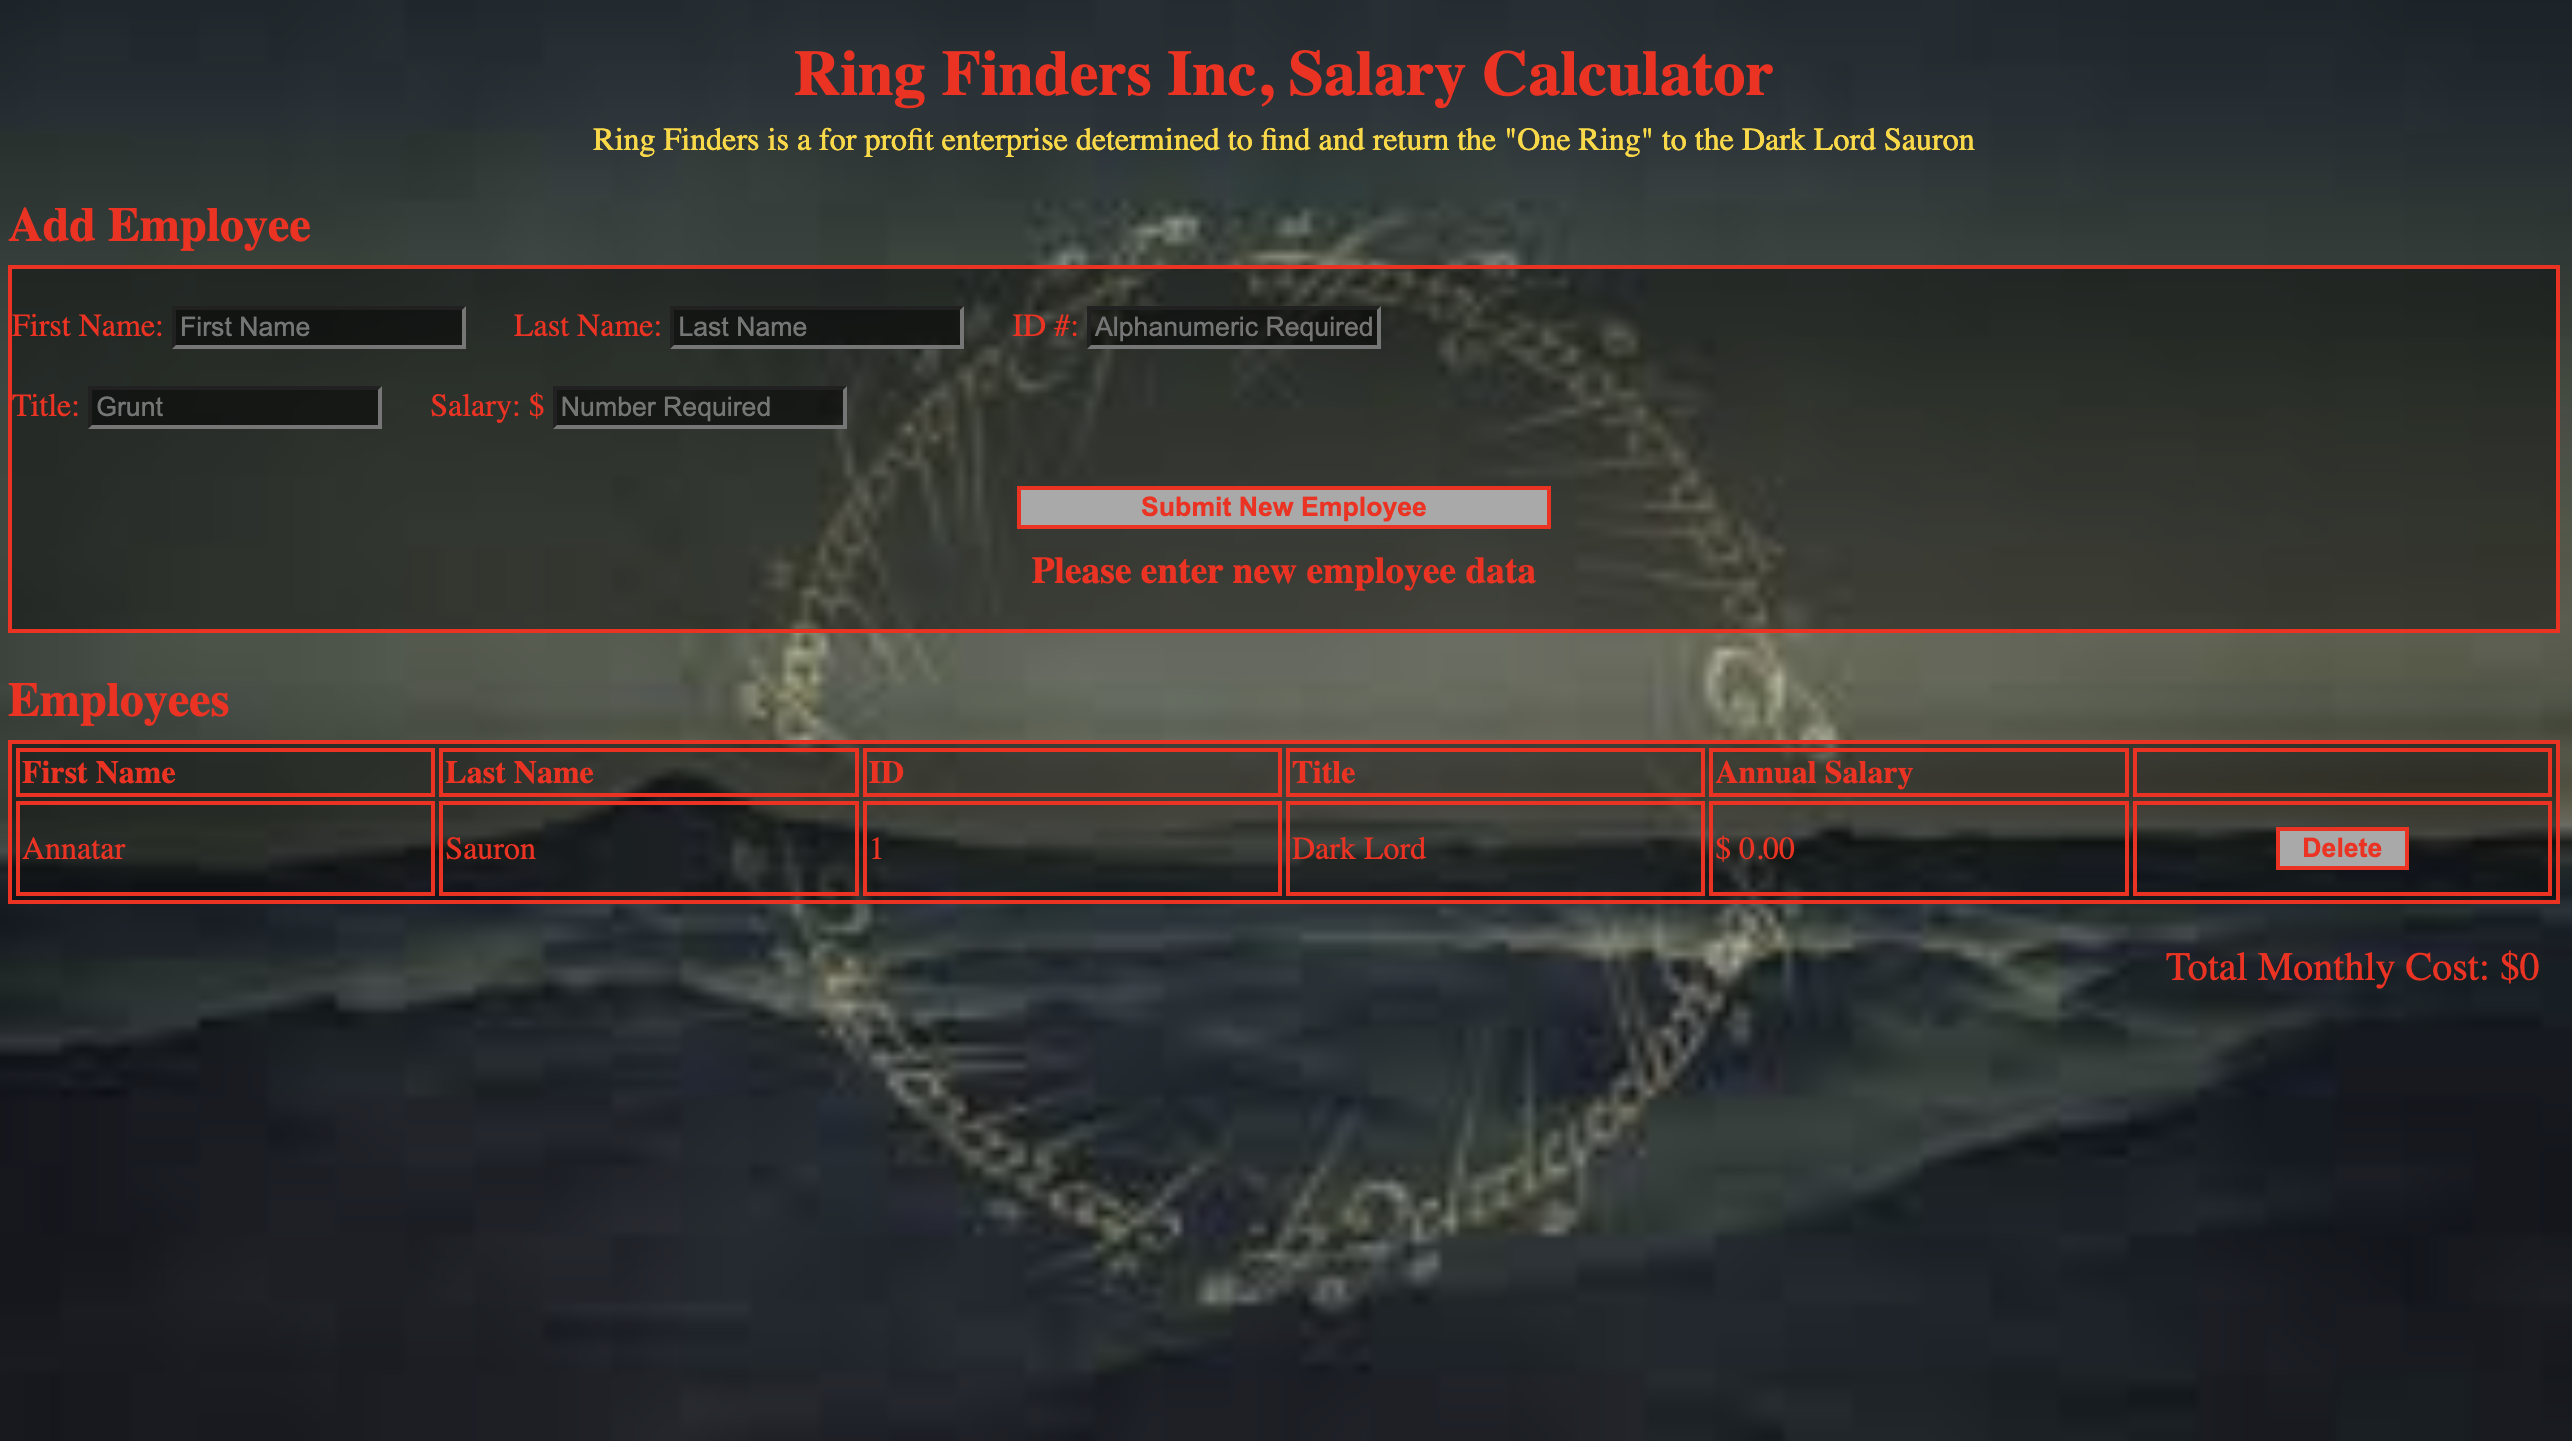 Ring Finders Inc, Salary Calculator
Ring Finders is a for profit enterprise determined to find and return the "One Ring" to the Dark Lord Sauron
Add Employee
First Name: First Name Last Name: Last Name ID #: Alphanumeric Required
Title: Grunt Salary: $ Number Required
Submit New Employee
Please enter new employee data
Employees
First Name Last Name ID Title Annual Salary
Annatar Sauron 1 Dark Lord $ 0.00 Delete
Total Monthly Cost: $0